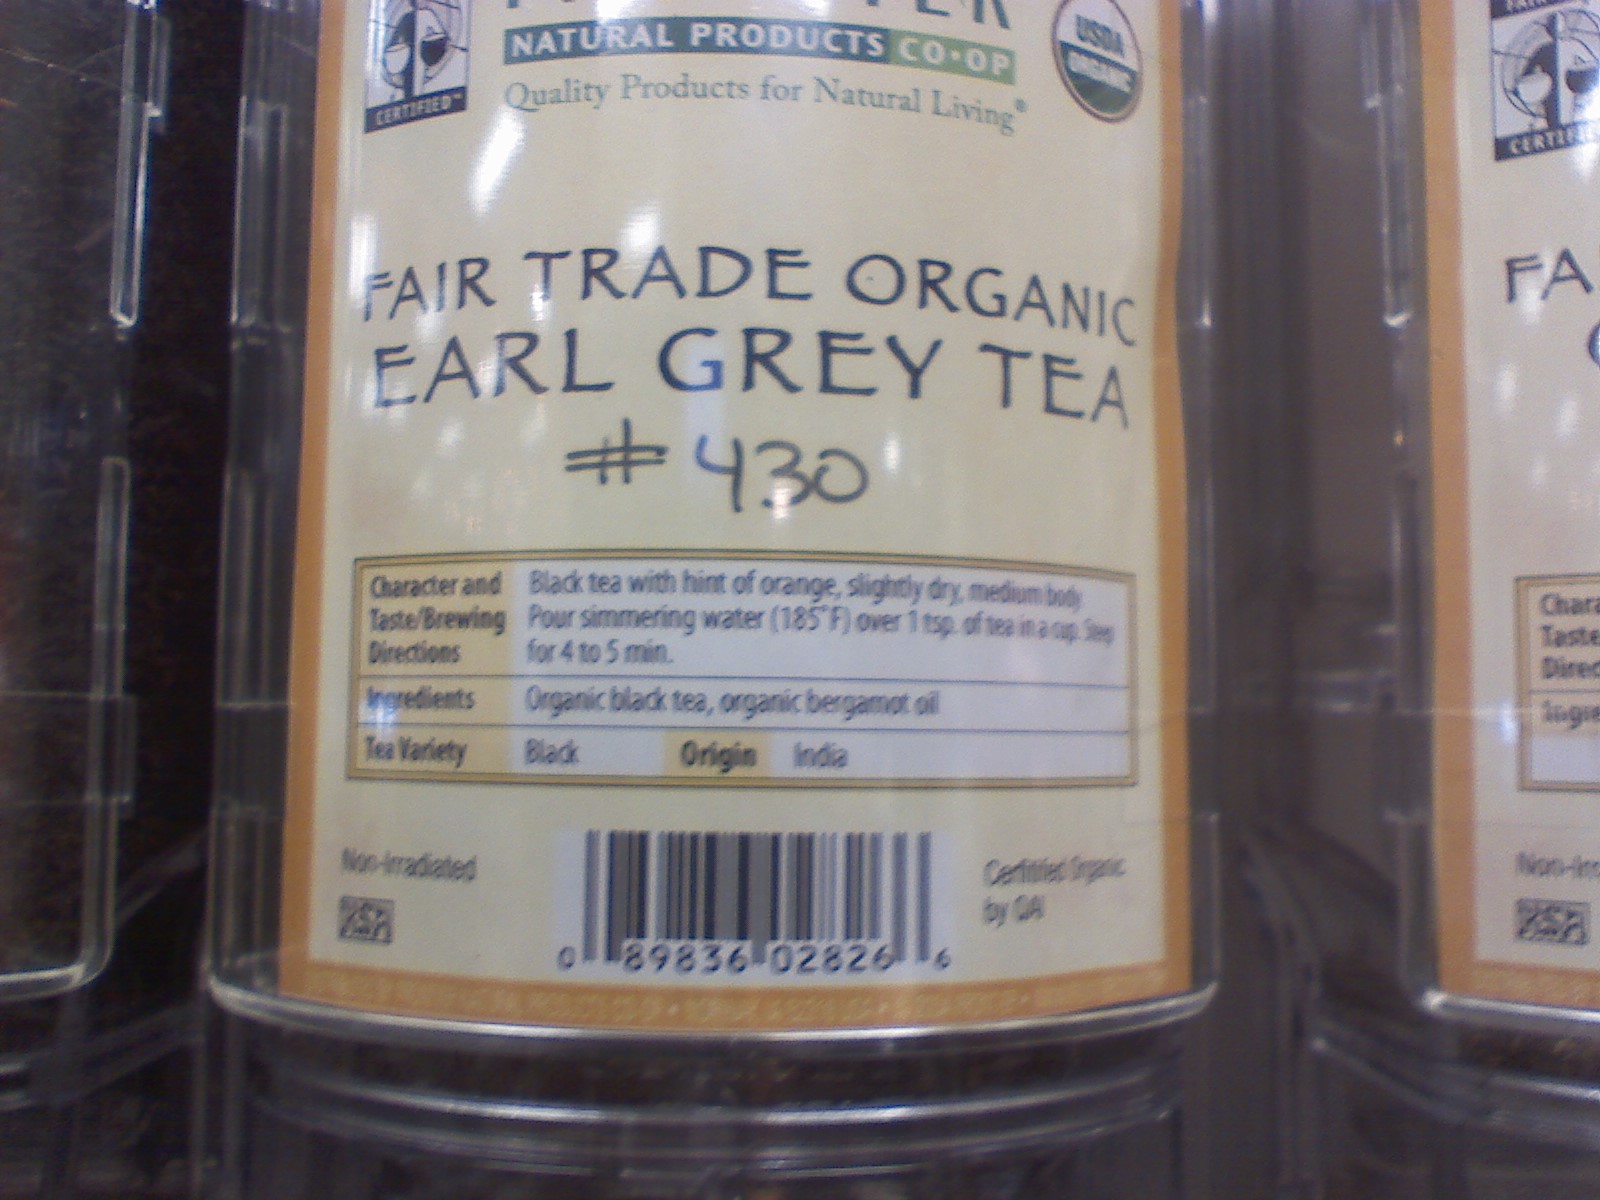 NATURAL PRODUCTS CO•OP
Quality Products for Natural Living®
CERTIFIED™
USDA
ORGANIC
FAIR TRADE ORGANIC
EARL GREY TEA
# 430
Character and Taste/Brewing Directions
Black tea with hint of orange, slightly dry, medium body
Pour simmering water (185°F) over 1 tsp. of tea in a cup. Steep
for 4 to 5 min.
Ingredients Organic black tea, organic bergamot oil
Tea Variety Black Origin India
Non-Irradiated
Certified Organic
by QAI
0 89836 02826 6